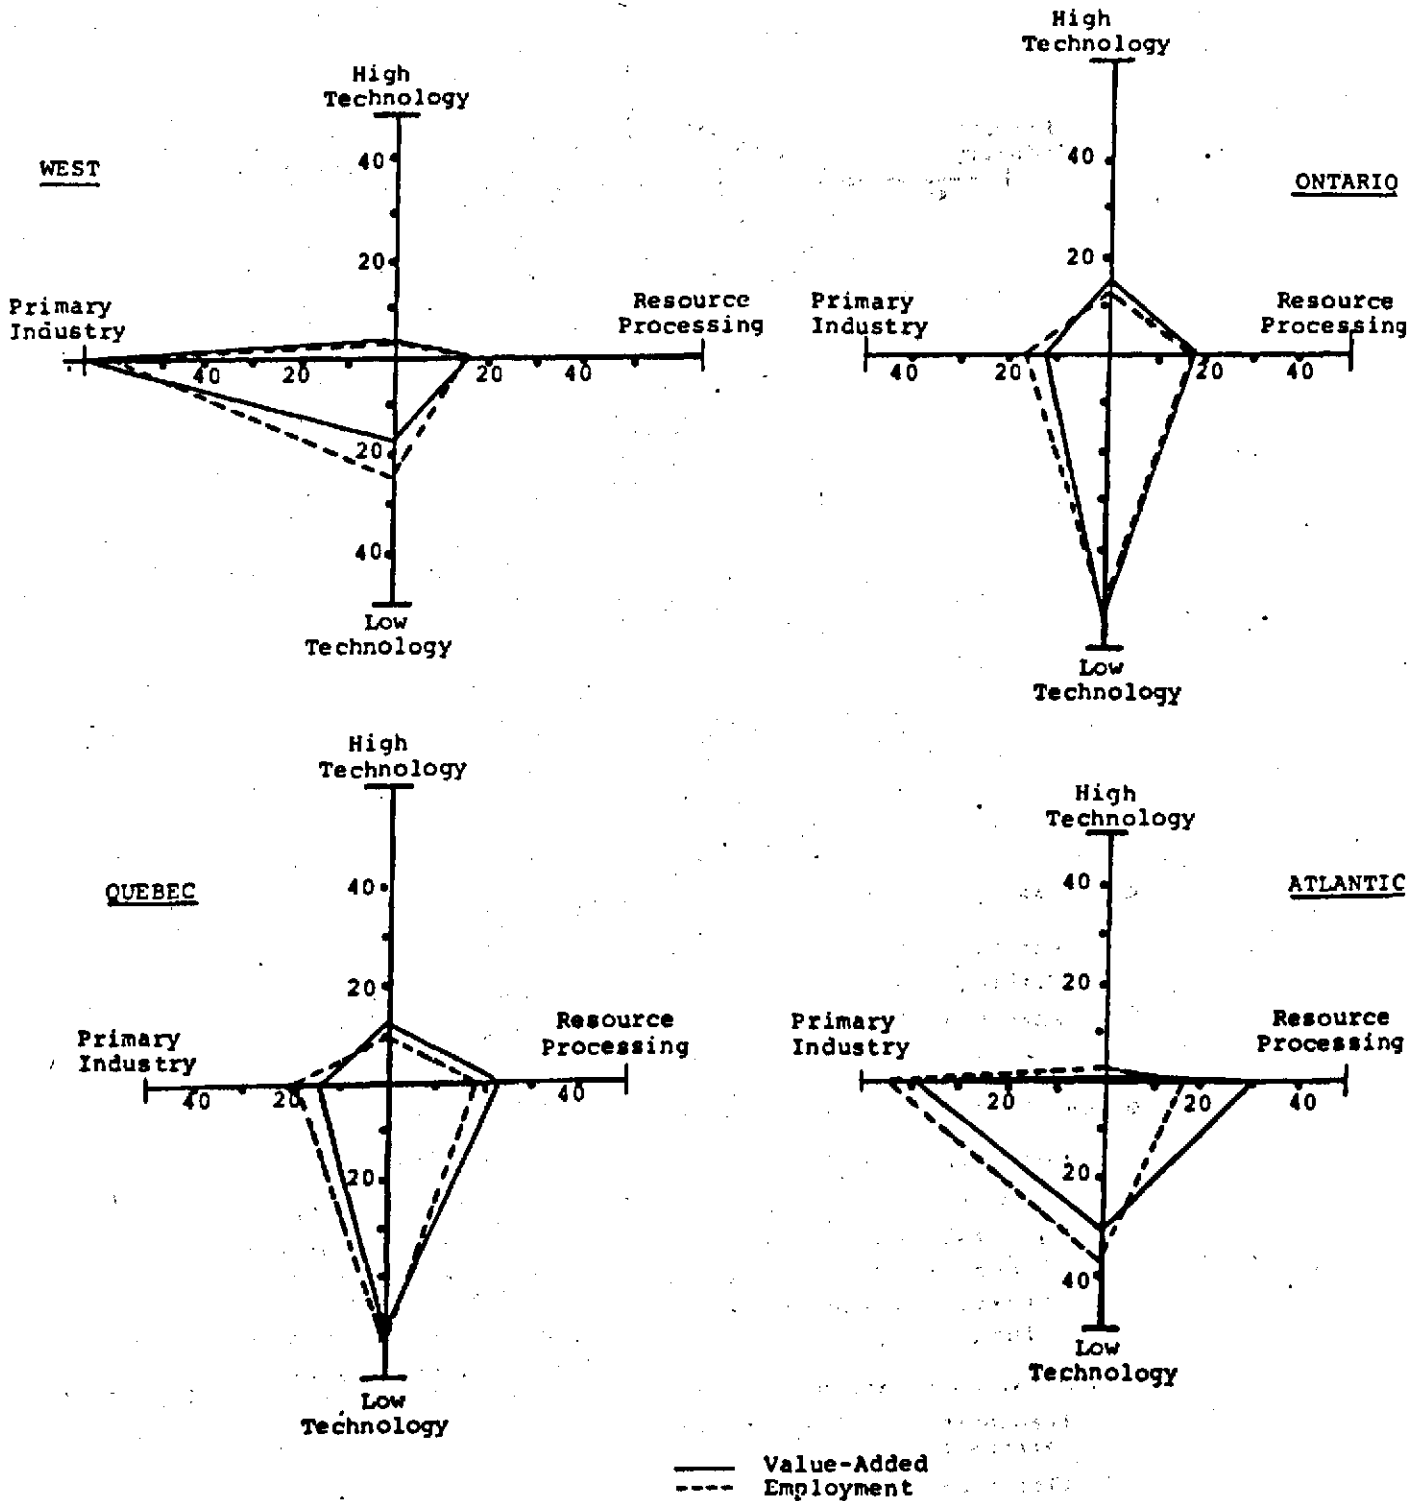 High
Technology
WEST
40
20
Primary
Industry
Resource
Processing
40
20
20
40
20
40
Low
Technology
High
Technology
ONTARIO
40
20
Primary
Industry
Resource
Processing
40
20
20
40
Low
Technology
High
Technology
QUEBEC
40
20
Primary
Industry
Resource
Processing
40
20
40
20
Low
Technology
High
Technology
ATLANTIC
40
20
Primary
Industry
Resource
Processing
20
20
40
20
40
Low
Technology
Value-Added
Employment